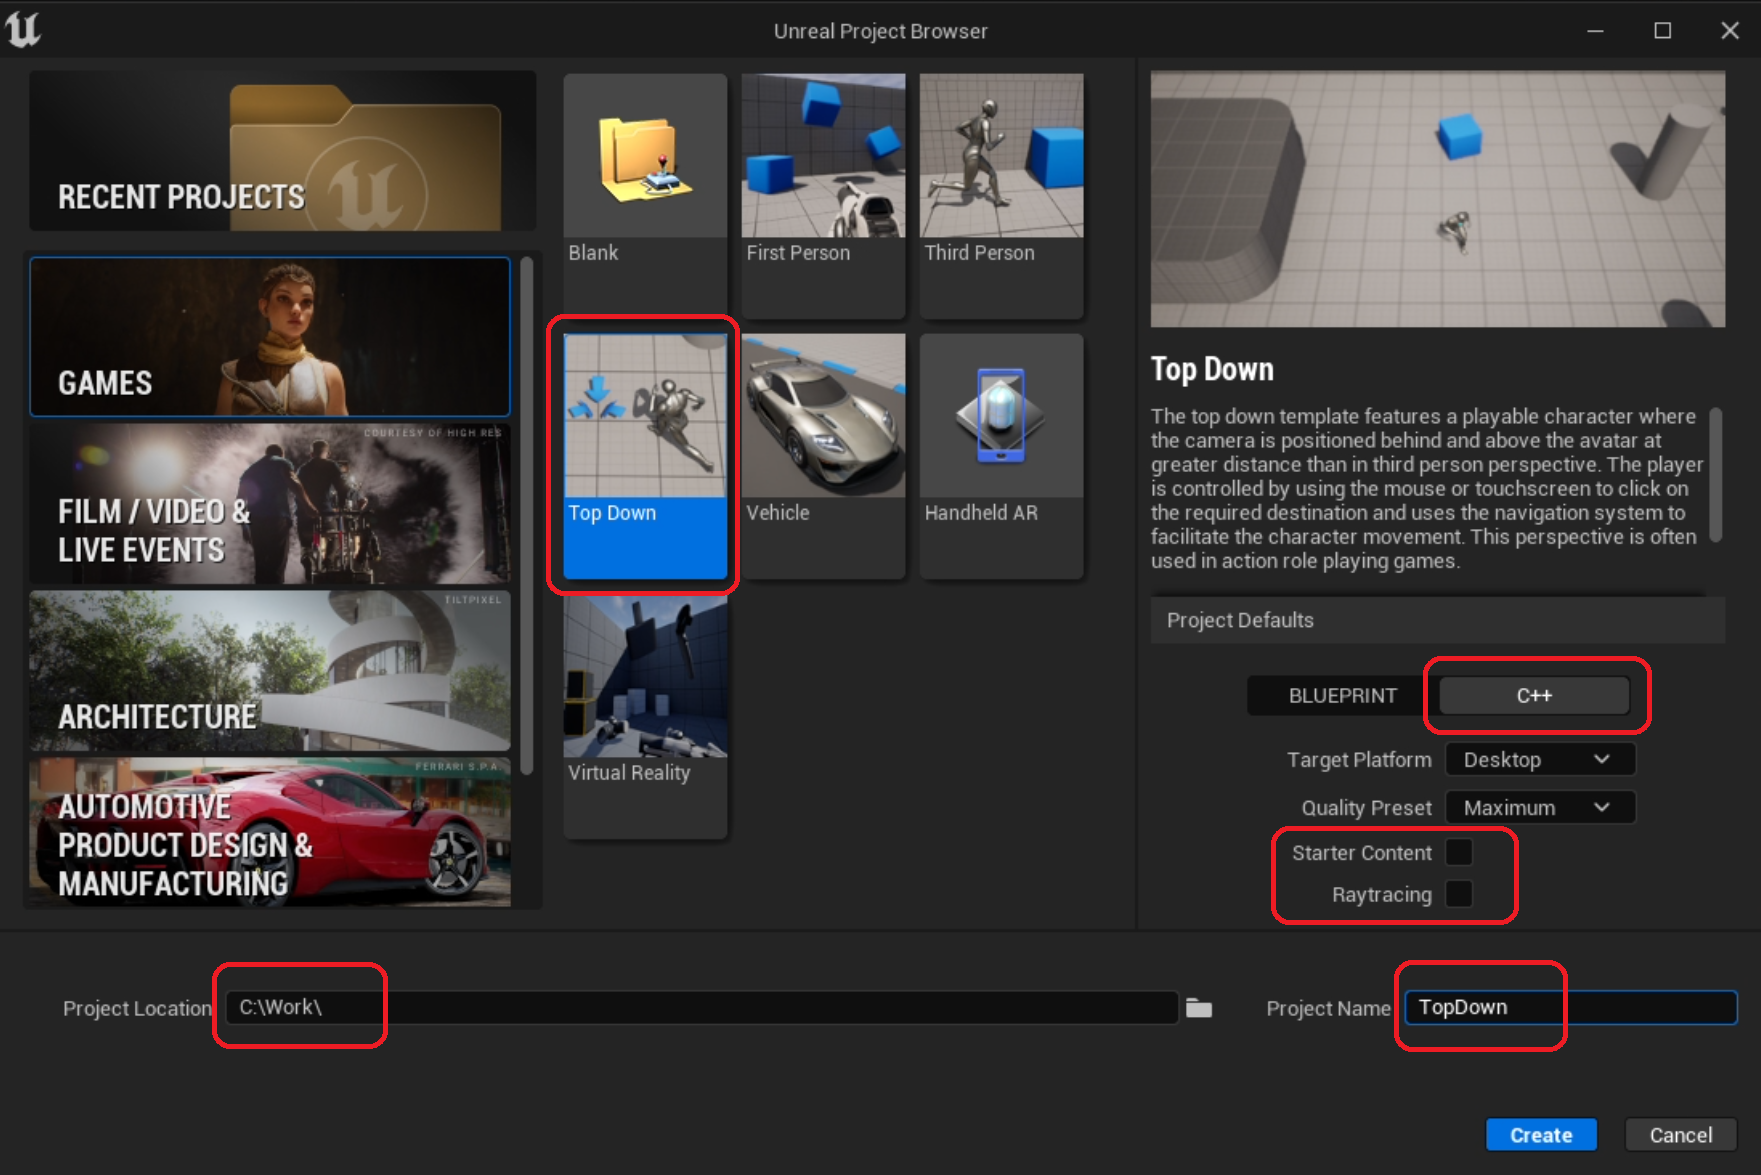 Unreal Project Browser
RECENT PROJECTS
GAMES
COURTESY OF HIGH RES
FILM / VIDEO &
LIVE EVENTS
TILTPIXEL
ARCHITECTURE
FERRARI S.P.A.
AUTOMOTIVE
PRODUCT DESIGN &
MANUFACTURING
Blank
First Person
Third Person
Top Down
Vehicle
Handheld AR
Virtual Reality
Top Down
The top down template features a playable character where
the camera is positioned behind and above the avatar at
greater distance than in third person perspective. The player
is controlled by using the mouse or touchscreen to click on
the required destination and uses the navigation system to
facilitate the character movement. This perspective is often
used in action role playing games.
Project Defaults
BLUEPRINT
C++
Target Platform
Desktop
Quality Preset
Maximum
Starter Content
Raytracing
Project Location
C:\Work\
Project Name
TopDown
Create
Cancel